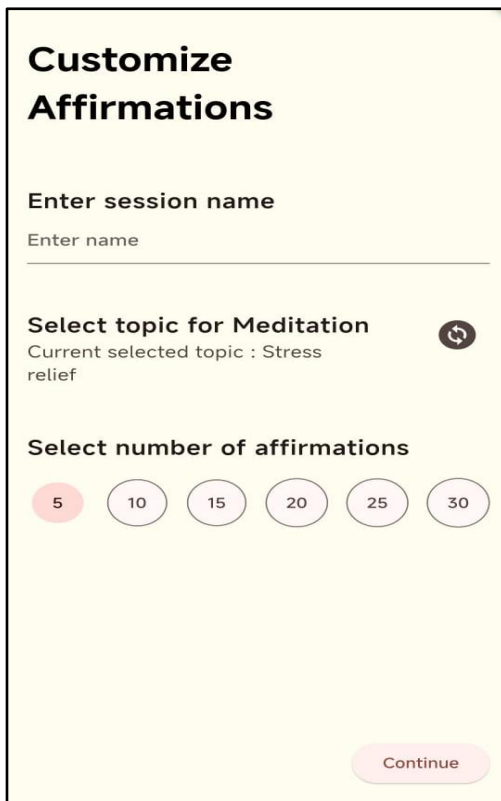 Customize
Affirmations
Enter session name
Enter name
Select topic for Meditation
Current selected topic : Stress
relief
Select number of affirmations
5 10 15 20 25 30
Continue